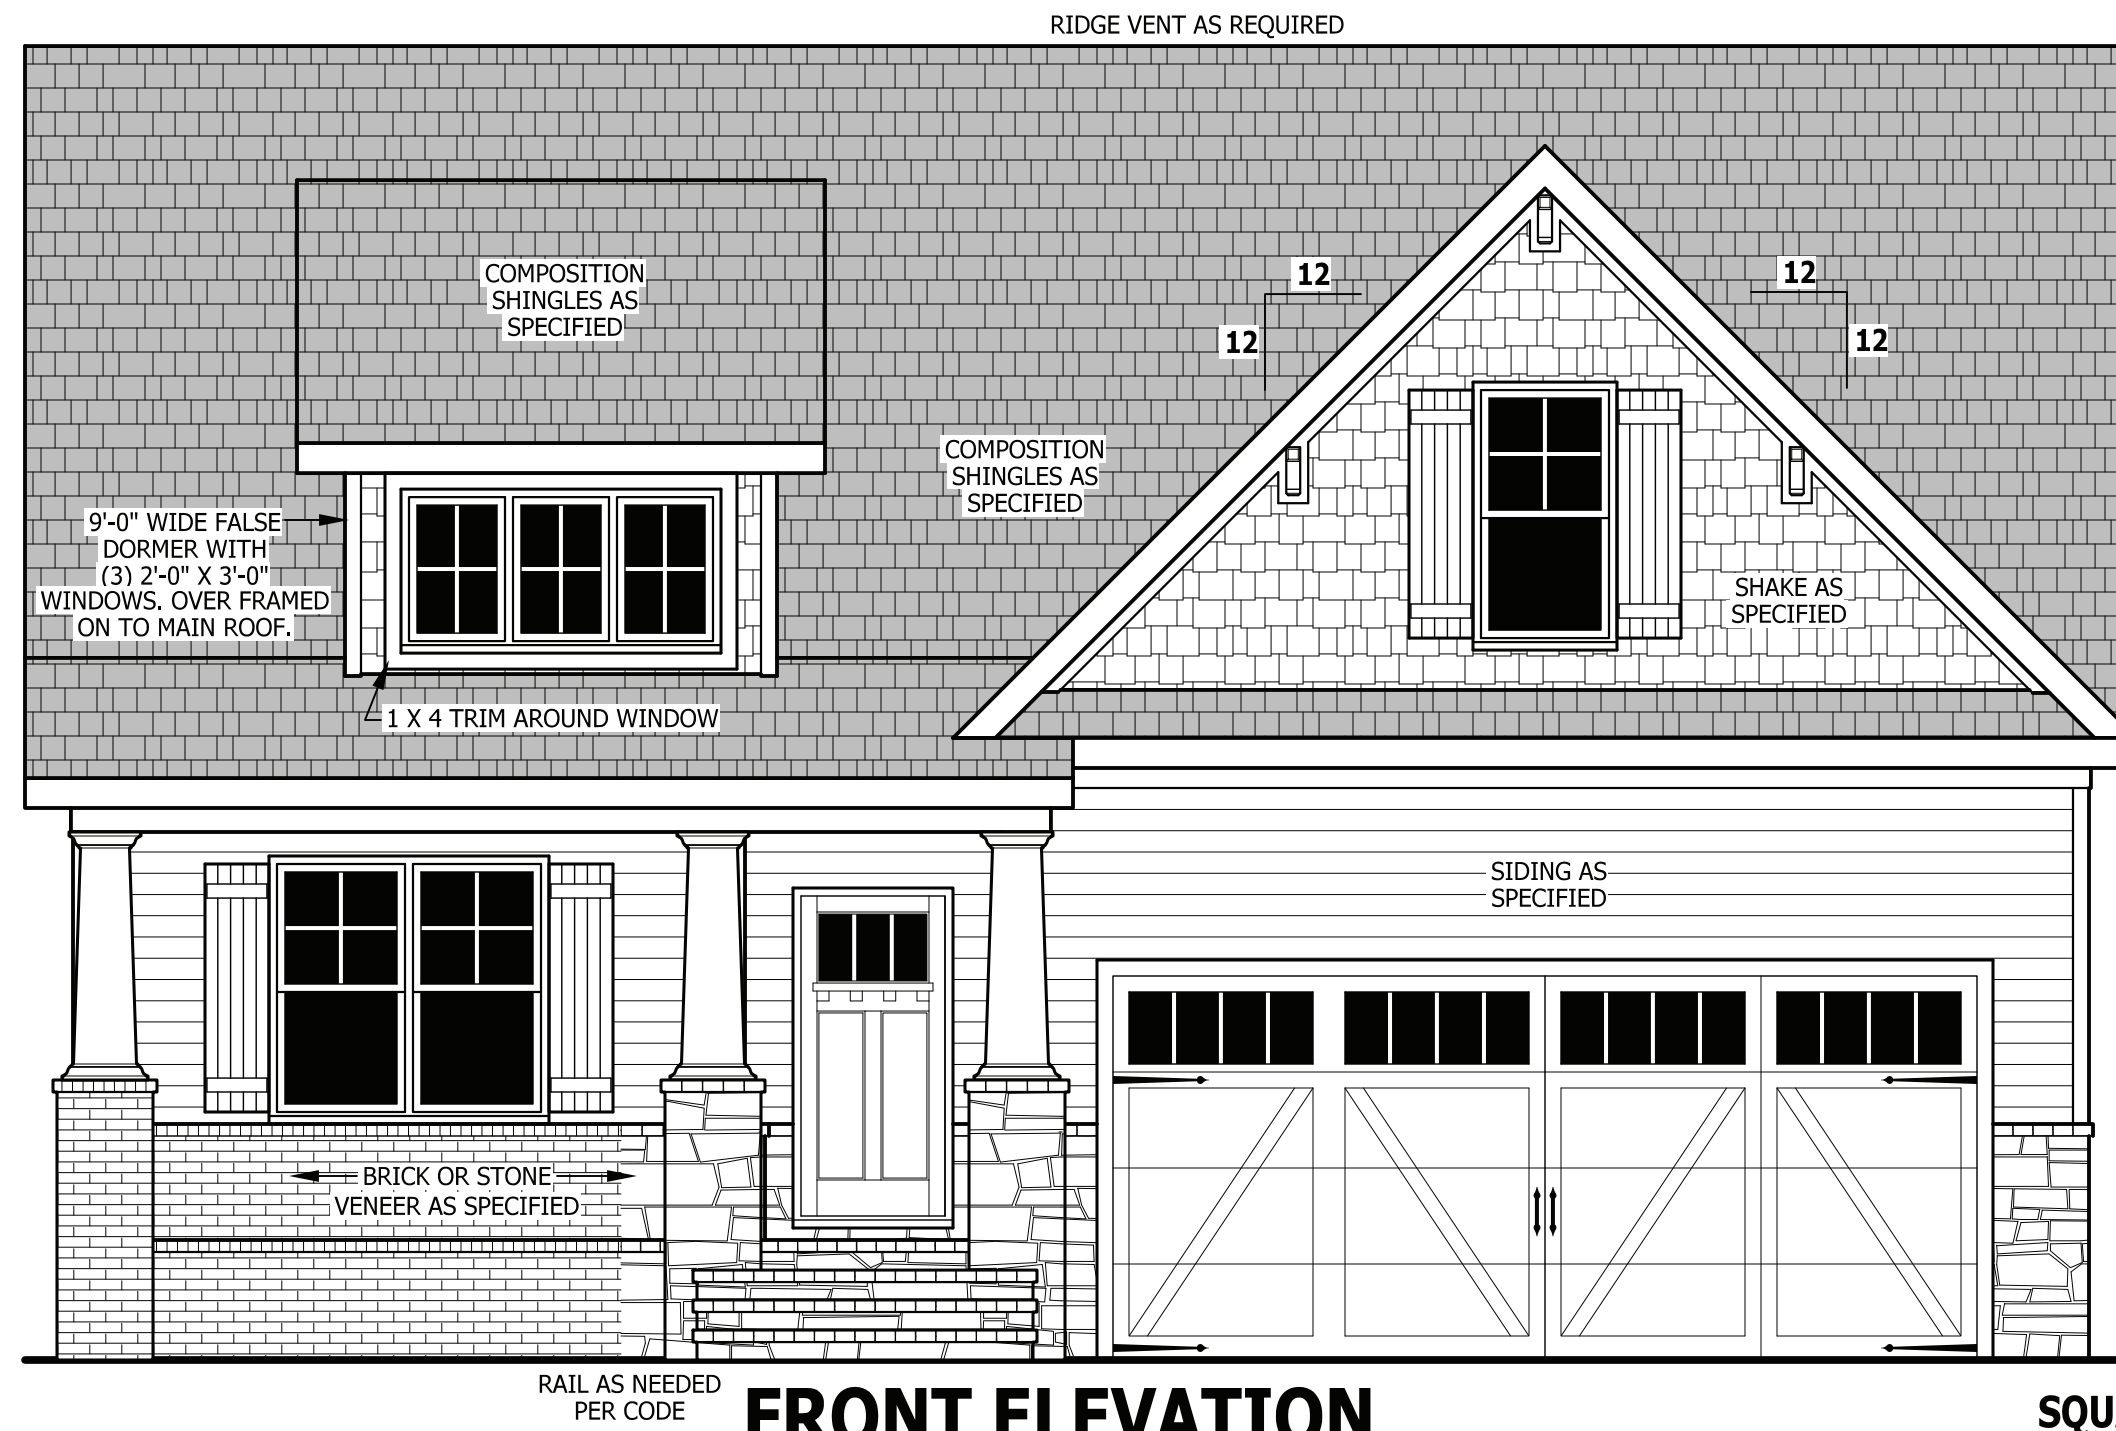 RIDGE VENT AS REQUIRED
COMPOSITION
SHINGLES AS
SPECIFIED
12
12
12
12
COMPOSITION
SHINGLES AS
SPECIFIED
9'-0" WIDE FALSE
DORMER WITH
(3) 2'-0" X 3'-0"
WINDOWS. OVER FRAMED
ON TO MAIN ROOF.
SHAKE AS
SPECIFIED
1 X 4 TRIM AROUND WINDOW
SIDING AS
SPECIFIED
BRICK OR STONE
VENEER AS SPECIFIED
RAIL AS NEEDED
PER CODE
FRONT ELEVATION